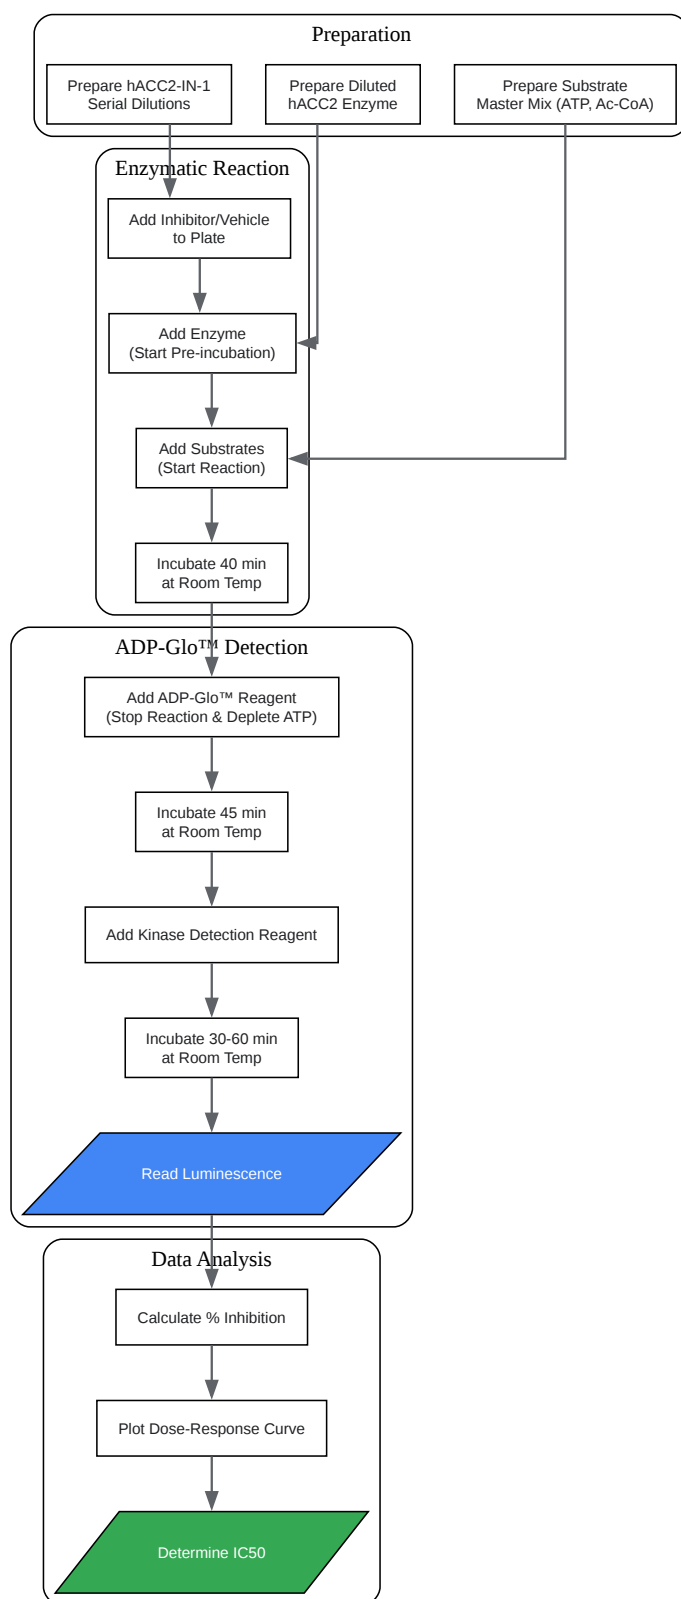 Preparation
Prepare hACC2-IN-1
Serial Dilutions
Prepare Diluted
hACC2 Enzyme
Prepare Substrate
Master Mix (ATP, Ac-CoA)
Enzymatic Reaction
Add Inhibitor/Vehicle
to Plate
Add Enzyme
(Start Pre-incubation)
Add Substrates
(Start Reaction)
Incubate 40 min
at Room Temp
ADP-Glo™ Detection
Add ADP-Glo™ Reagent
(Stop Reaction & Deplete ATP)
Incubate 45 min
at Room Temp
Add Kinase Detection Reagent
Incubate 30-60 min
at Room Temp
Read Luminescence
Data Analysis
Calculate % Inhibition
Plot Dose-Response Curve
Determine IC50